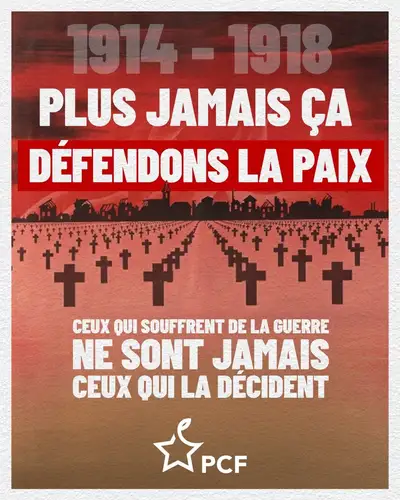 1914 - 1918
PLUS JAMAIS ÇA
DÉFENDONS LA PAIX
CEUX QUI SOUFFRENT DE LA GUERRE
NE SONT JAMAIS
CEUX QUI LA DÉCIDENT
PCF